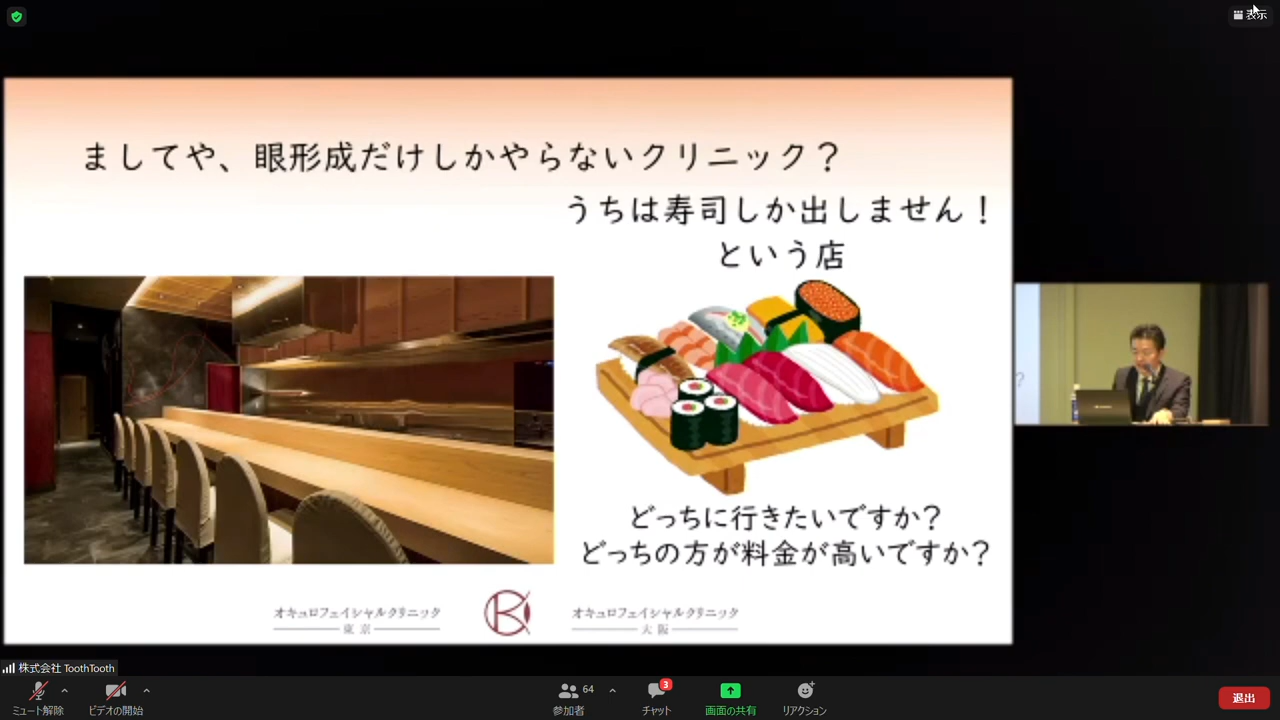 表示
ましてや、眼形成だけしかやらないクリニック？
うちは寿司しか出しません！
という店
どっちに行きたいですか？
どっちの方が料金が高いですか？
オキュロフェイシャルクリニック
東京
オキュロフェイシャルクリニック
大阪
?
株式会社 ToothTooth
ミュート解除
ビデオの開始
64
参加者
3
チャット
画面の共有
リアクション
退出